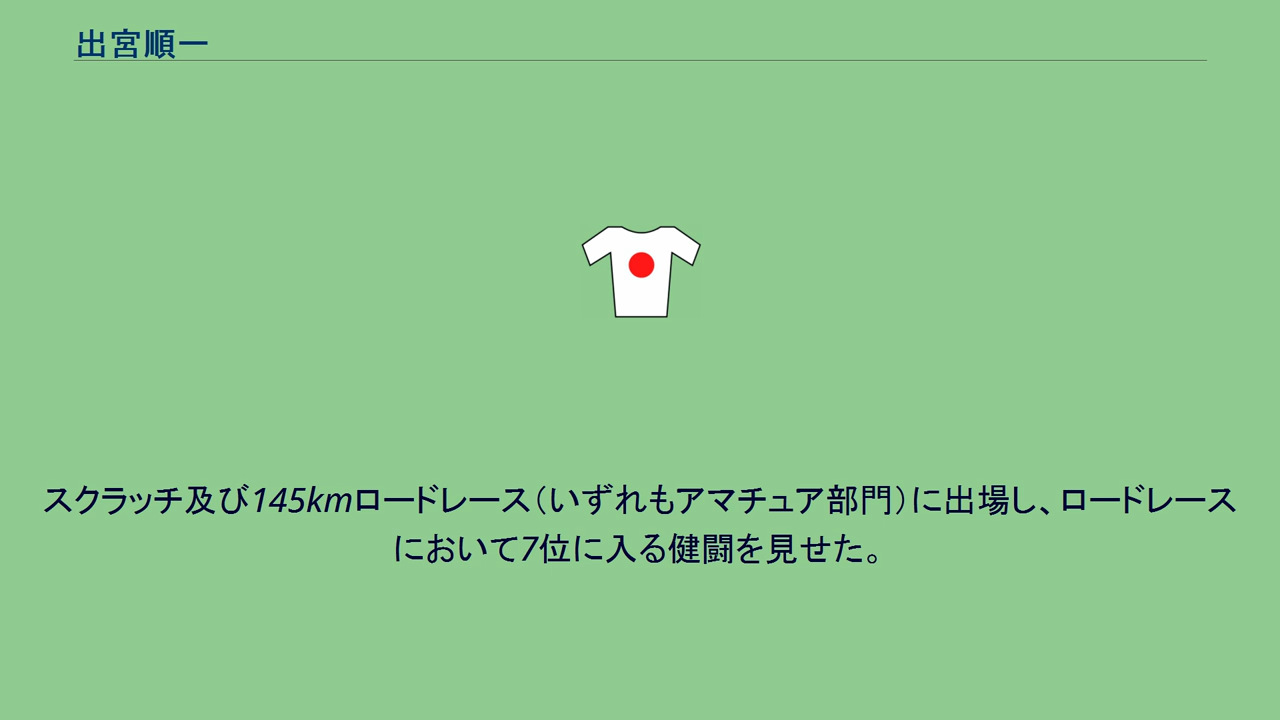 出宮順一
スクラッチ及び145kmロードレース（いずれもアマチュア部門）に出場し、ロードレース
において7位に入る健闘を見せた。